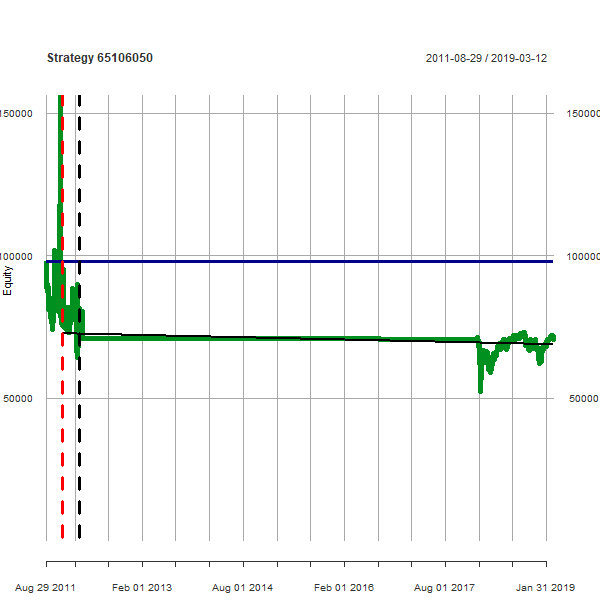 Strategy 65106050
2011-08-29 / 2019-03-12
150000
150000
100000
100000
Equity
50000
50000
Aug 29 2011
Feb 01 2013
Aug 01 2014
Feb 01 2016
Aug 01 2017
Jan 31 2019